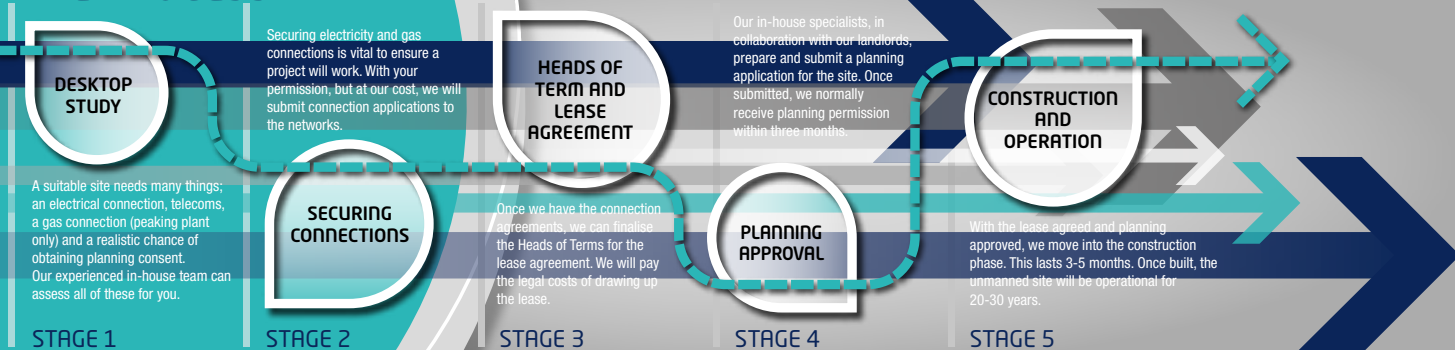 DESKTOP
STUDY
A suitable site needs many things;
an electrical connection, telecoms,
a gas connection (peaking plant
only) and a realistic chance of
obtaining planning consent.
Our experienced in-house team can
assess all of these for you.
STAGE 1
Securing electricity and gas
connections is vital to ensure a
project will work. With your
permission, but at our cost, we will
submit connection applications to
the networks.
SECURING
CONNECTIONS
STAGE 2
HEADS OF
TERM AND
LEASE
AGREEMENT
Once we have the connection
agreements, we can finalise
the Heads of Terms for the
lease agreement. We will pay
the legal costs of drawing up
the lease.
STAGE 3
Our in-house specialists, in
collaboration with our landlords,
prepare and submit a planning
application for the site. Once
submitted, we normally
receive planning permission
within three months.
PLANNING
APPROVAL
STAGE 4
CONSTRUCTION
AND
OPERATION
With the lease agreed and planning
approved, we move into the construction
phase. This lasts 3-5 months. Once built, the
unmanned site will be operational for
20-30 years.
STAGE 5